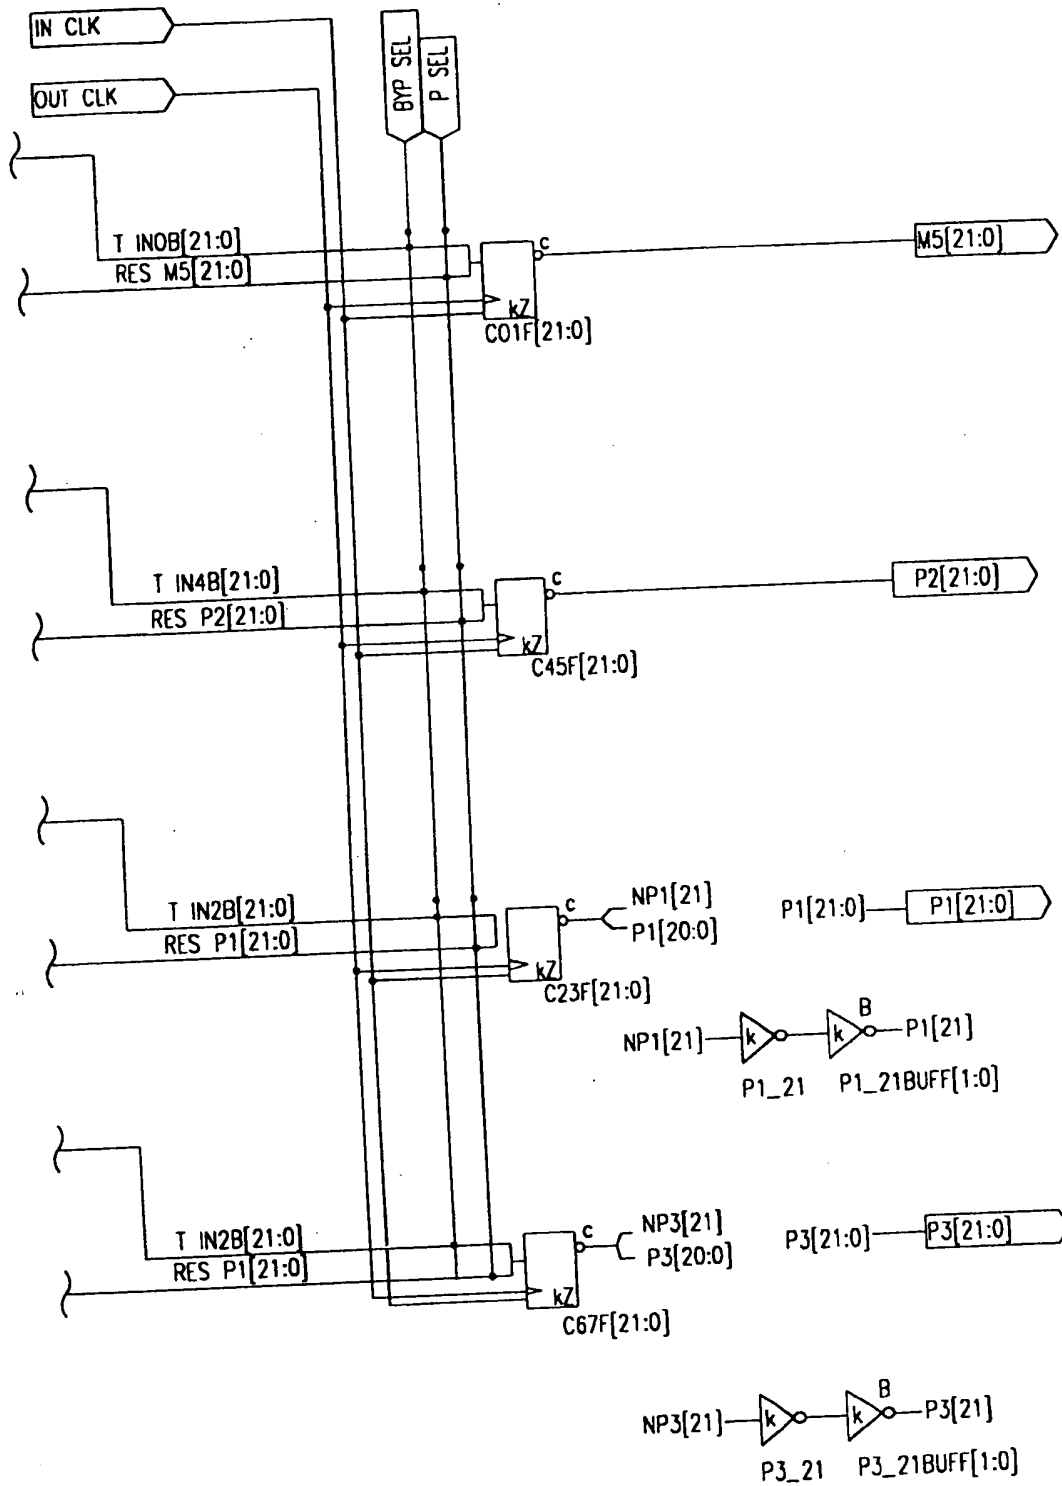 IN CLK
OUT CLK
BYP SEL
P SEL
T IN0B[21:0]
RES M5[21:0]
C
kZ
C01F[21:0]
M5[21:0]
T IN4B[21:0]
RES P2[21:0]
C
kZ
C45F[21:0]
P2[21:0]
T IN2B[21:0]
RES P1[21:0]
C
kZ
C23F[21:0]
NP1[21]
P1[20:0]
P1[21:0]
P1[21:0]
NP1[21]
k
k
B
P1[21]
P1_21
P1_21BUFF[1:0]
T IN2B[21:0]
RES P1[21:0]
C
kZ
C67F[21:0]
NP3[21]
P3[20:0]
P3[21:0]
P3[21:0]
NP3[21]
k
k
B
P3[21]
P3_21
P3_21BUFF[1:0]